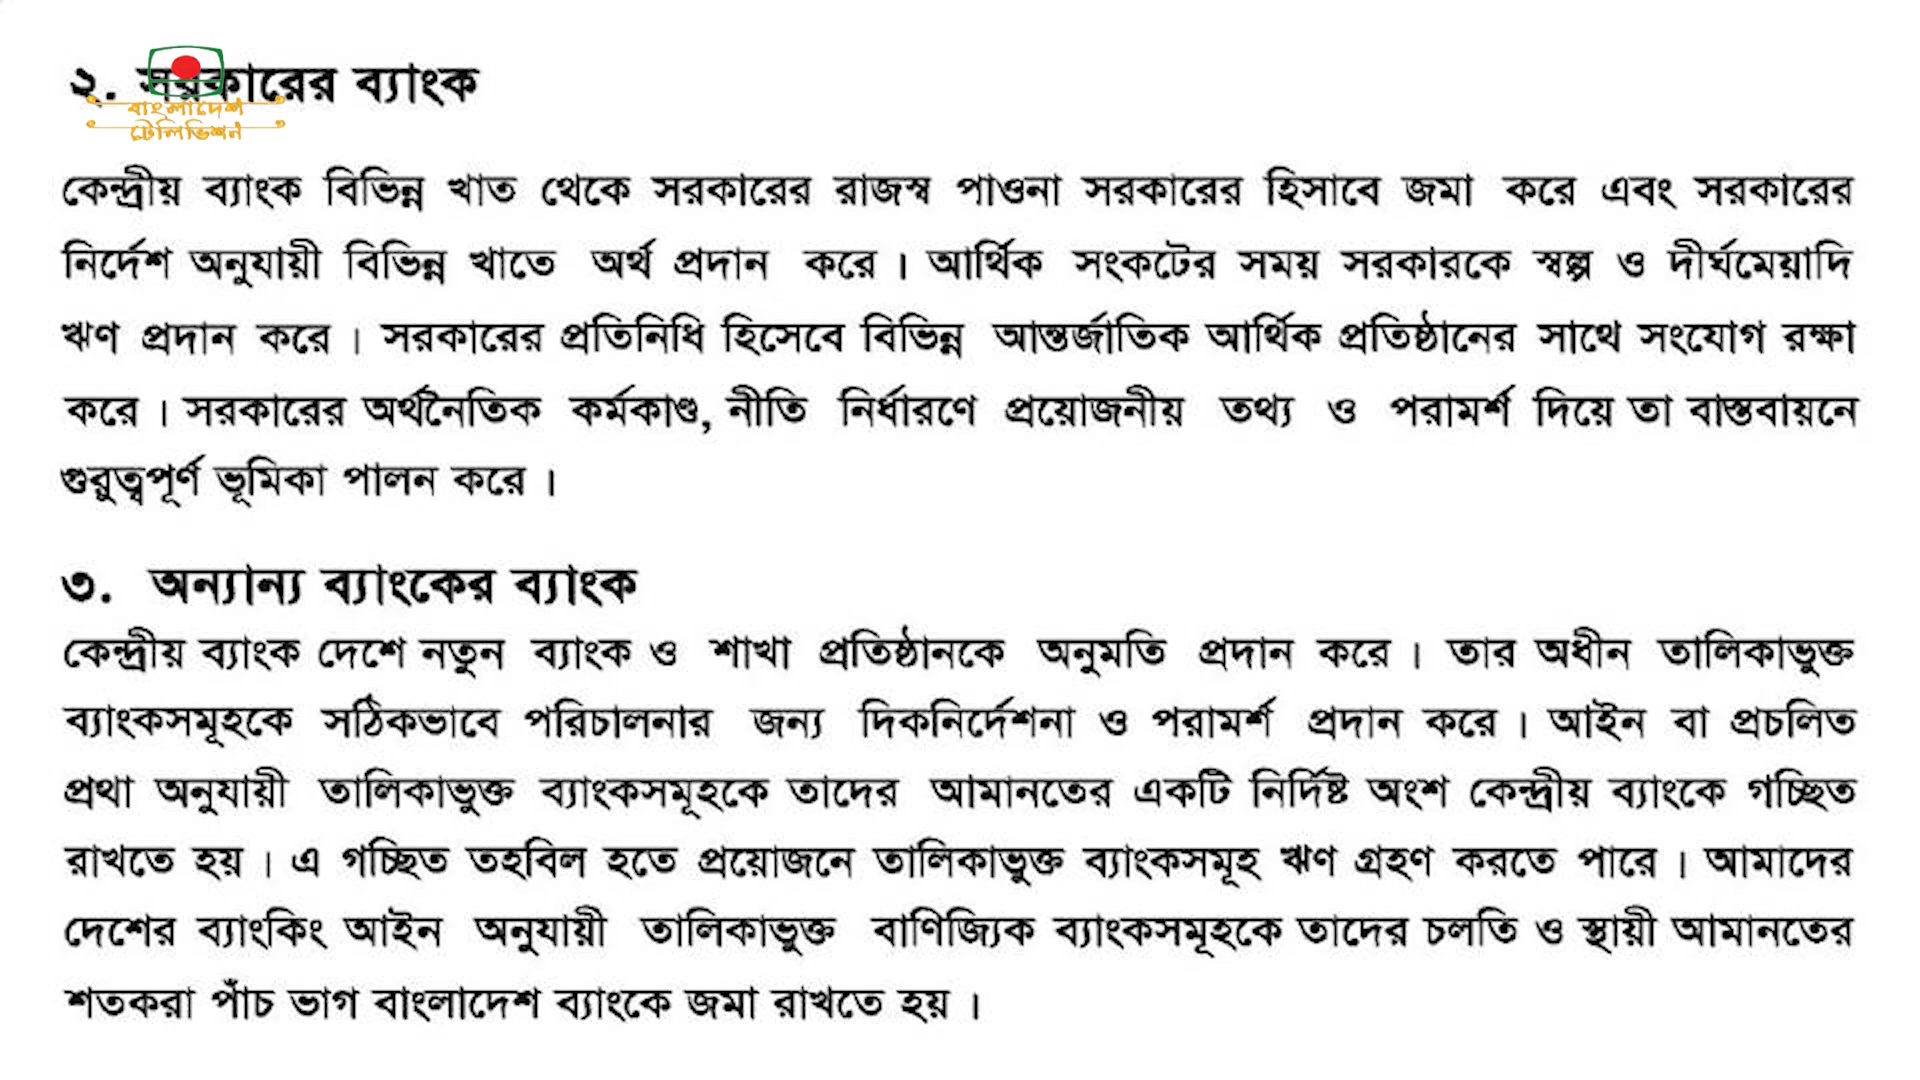 ২. সরকারের ব্যাংক
বাংলাদেশ
টেলিভিশন
কেন্দ্রীয় ব্যাংক বিভিন্ন খাত থেকে সরকারের রাজস্ব পাওনা সরকারের হিসাবে জমা করে এবং সরকারের
নির্দেশ অনুযায়ী বিভিন্ন খাতে অর্থ প্রদান করে। আর্থিক সংকটের সময় সরকারকে স্বল্প ও দীর্ঘমেয়াদি
ঋণ প্রদান করে। সরকারের প্রতিনিধি হিসেবে বিভিন্ন আন্তর্জাতিক আর্থিক প্রতিষ্ঠানের সাথে সংযোগ রক্ষা
করে। সরকারের অর্থনৈতিক কর্মকাণ্ড, নীতি নির্ধারণে প্রয়োজনীয় তথ্য ও পরামর্শ দিয়ে তা বাস্তবায়নে
গুরুত্বপূর্ণ ভূমিকা পালন করে।
৩. অন্যান্য ব্যাংকের ব্যাংক
কেন্দ্রীয় ব্যাংক দেশে নতুন ব্যাংক ও শাখা প্রতিষ্ঠানকে অনুমতি প্রদান করে। তার অধীন তালিকাভুক্ত
ব্যাংকসমূহকে সঠিকভাবে পরিচালনার জন্য দিকনির্দেশনা ও পরামর্শ প্রদান করে। আইন বা প্রচলিত
প্রথা অনুযায়ী তালিকাভুক্ত ব্যাংকসমূহকে তাদের আমানতের একটি নির্দিষ্ট অংশ কেন্দ্রীয় ব্যাংকে গচ্ছিত
রাখতে হয়। এ গচ্ছিত তহবিল হতে প্রয়োজনে তালিকাভুক্ত ব্যাংকসমূহ ঋণ গ্রহণ করতে পারে। আমাদের
দেশের ব্যাংকিং আইন অনুযায়ী তালিকাভুক্ত বাণিজ্যিক ব্যাংকসমূহকে তাদের চলতি ও স্থায়ী আমানতের
শতকরা পাঁচ ভাগ বাংলাদেশ ব্যাংকে জমা রাখতে হয়।